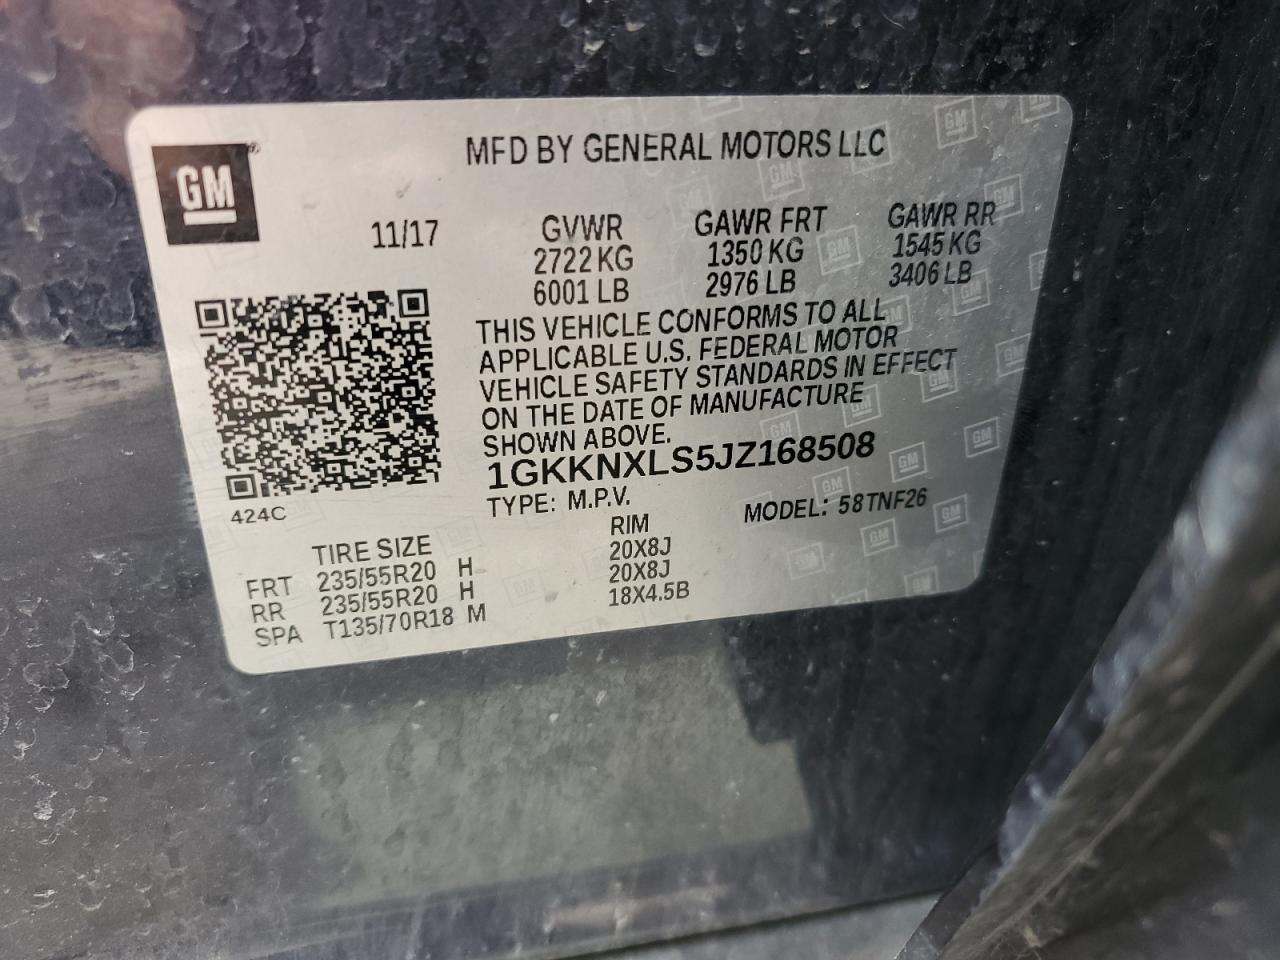 GM
MFD BY GENERAL MOTORS LLC
11/17
GVWR GAWR FRT GAWR RR
2722 KG 1350 KG 1545 KG
6001 LB 2976 LB 3406 LB
THIS VEHICLE CONFORMS TO ALL
APPLICABLE U.S. FEDERAL MOTOR
VEHICLE SAFETY STANDARDS IN EFFECT
ON THE DATE OF MANUFACTURE
SHOWN ABOVE.
1GKKNXLS5JZ168508
TYPE: M.P.V. MODEL: 58TNF26
424C
TIRE SIZE RIM
FRT 235/55R20 H 20X8J
RR 235/55R20 H 20X8J
SPA T135/70R18 M 18X4.5B